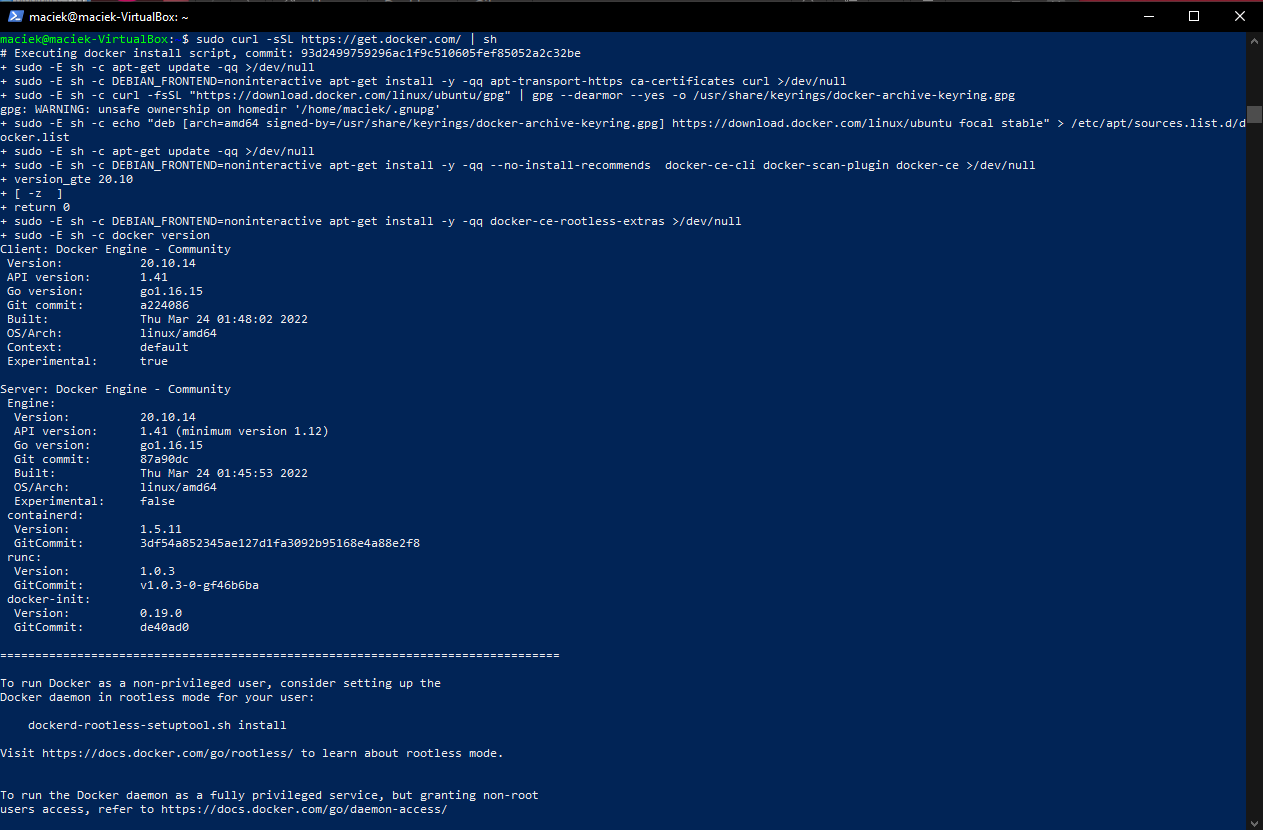 maciek@maciek-VirtualBox: ~
maciek@maciek-VirtualBox:~$ sudo curl -sSL https://get.docker.com/ | sh
# Executing docker install script, commit: 93d2499759296ac1f9c510605fef85052a2c32be
+ sudo -E sh -c apt-get update -qq >/dev/null
+ sudo -E sh -c DEBIAN_FRONTEND=noninteractive apt-get install -y -qq apt-transport-https ca-certificates curl >/dev/null
+ sudo -E sh -c curl -fsSL "https://download.docker.com/linux/ubuntu/gpg" | gpg --dearmor --yes -o /usr/share/keyrings/docker-archive-keyring.gpg
gpg: WARNING: unsafe ownership on homedir '/home/maciek/.gnupg'
+ sudo -E sh -c echo "deb [arch=amd64 signed-by=/usr/share/keyrings/docker-archive-keyring.gpg] https://download.docker.com/linux/ubuntu focal stable" > /etc/apt/sources.list.d/d
ocker.list
+ sudo -E sh -c apt-get update -qq >/dev/null
+ sudo -E sh -c DEBIAN_FRONTEND=noninteractive apt-get install -y -qq --no-install-recommends  docker-ce-cli docker-scan-plugin docker-ce >/dev/null
+ version_gte 20.10
+ [ -z  ]
+ return 0
+ sudo -E sh -c DEBIAN_FRONTEND=noninteractive apt-get install -y -qq docker-ce-rootless-extras >/dev/null
+ sudo -E sh -c docker version
Client: Docker Engine - Community
 Version:           20.10.14
 API version:       1.41
 Go version:        go1.16.15
 Git commit:        a224086
 Built:             Thu Mar 24 01:48:02 2022
 OS/Arch:           linux/amd64
 Context:           default
 Experimental:      true

Server: Docker Engine - Community
 Engine:
  Version:          20.10.14
  API version:      1.41 (minimum version 1.12)
  Go version:       go1.16.15
  Git commit:       87a90dc
  Built:            Thu Mar 24 01:45:53 2022
  OS/Arch:          linux/amd64
  Experimental:     false
 containerd:
  Version:          1.5.11
  GitCommit:        3df54a852345ae127d1fa3092b95168e4a88e2f8
 runc:
  Version:          1.0.3
  GitCommit:        v1.0.3-0-gf46b6ba
 docker-init:
  Version:          0.19.0
  GitCommit:        de40ad0

================================================================================

To run Docker as a non-privileged user, consider setting up the
Docker daemon in rootless mode for your user:

    dockerd-rootless-setuptool.sh install

Visit https://docs.docker.com/go/rootless/ to learn about rootless mode.


To run the Docker daemon as a fully privileged service, but granting non-root
users access, refer to https://docs.docker.com/go/daemon-access/